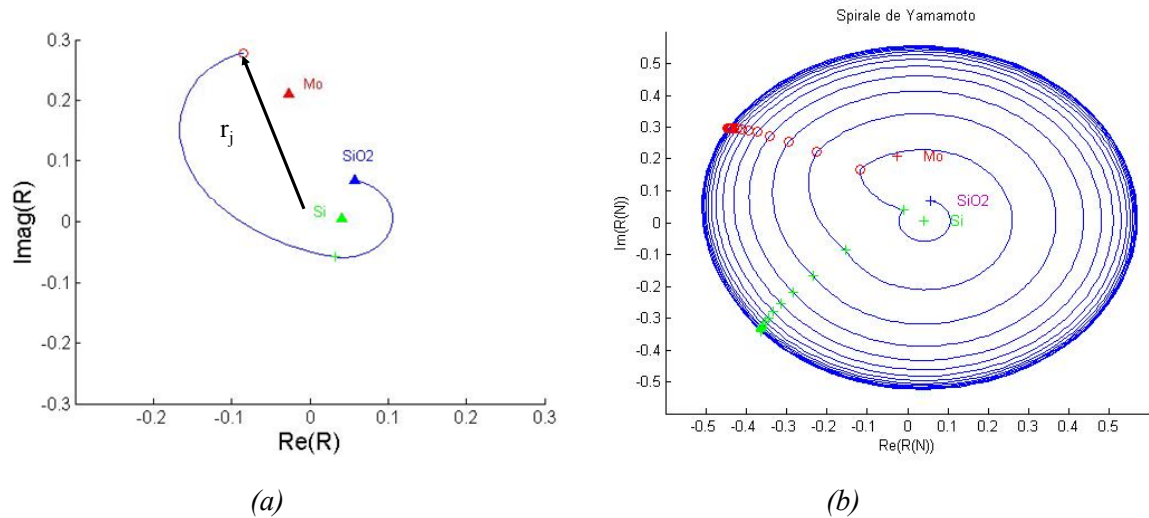 (a)
0.3
0.2
0.1
0
-0.1
-0.2
-0.3
Imag(R)
-0.2
-0.1
0
0.1
0.2
0.3
Re(R)
Mo
SiO2
Si
rj
(b)
Spirale de Yamamoto
0.5
0.4
0.3
0.2
0.1
0
-0.1
-0.2
-0.3
-0.4
-0.5
Im(R(N))
-0.5
-0.4
-0.3
-0.2
-0.1
0
0.1
0.2
0.3
0.4
0.5
Re(R(N))
Mo
SiO2
Si
(a)
(b)